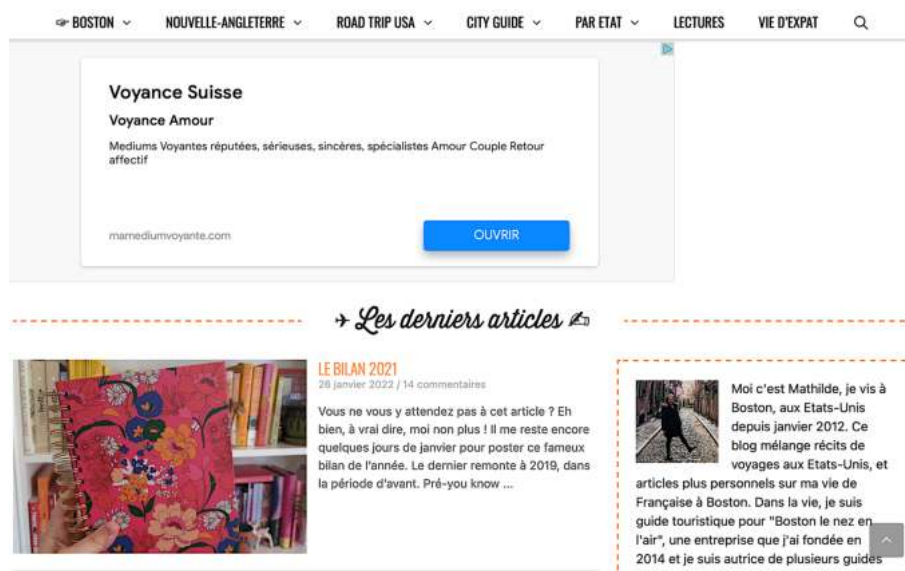 ☞ BOSTON NOUVELLE-ANGLETERRE ROAD TRIP USA CITY GUIDE PAR ETAT LECTURES VIE D'EXPAT
Voyance Suisse
Voyance Amour
Mediums Voyantes réputées, sérieuses, sincères, spécialistes Amour Couple Retour
affectif
mamediumvoyante.com
OUVRIR
✈ Les derniers articles ✍
LE BILAN 2021
26 janvier 2022 / 14 commentaires
Vous ne vous y attendez pas à cet article ? Eh
bien, à vrai dire, moi non plus ! Il me reste encore
quelques jours de janvier pour poster ce fameux
bilan de l'année. Le dernier remonte à 2019, dans
la période d'avant. Pré-you know ...
Moi c'est Mathilde, je vis à
Boston, aux Etats-Unis
depuis janvier 2012. Ce
blog mélange récits de
voyages aux Etats-Unis, et
articles plus personnels sur ma vie de
Française à Boston. Dans la vie, je suis
guide touristique pour "Boston le nez en
l'air", une entreprise que j'ai fondée en
2014 et je suis autrice de plusieurs guides